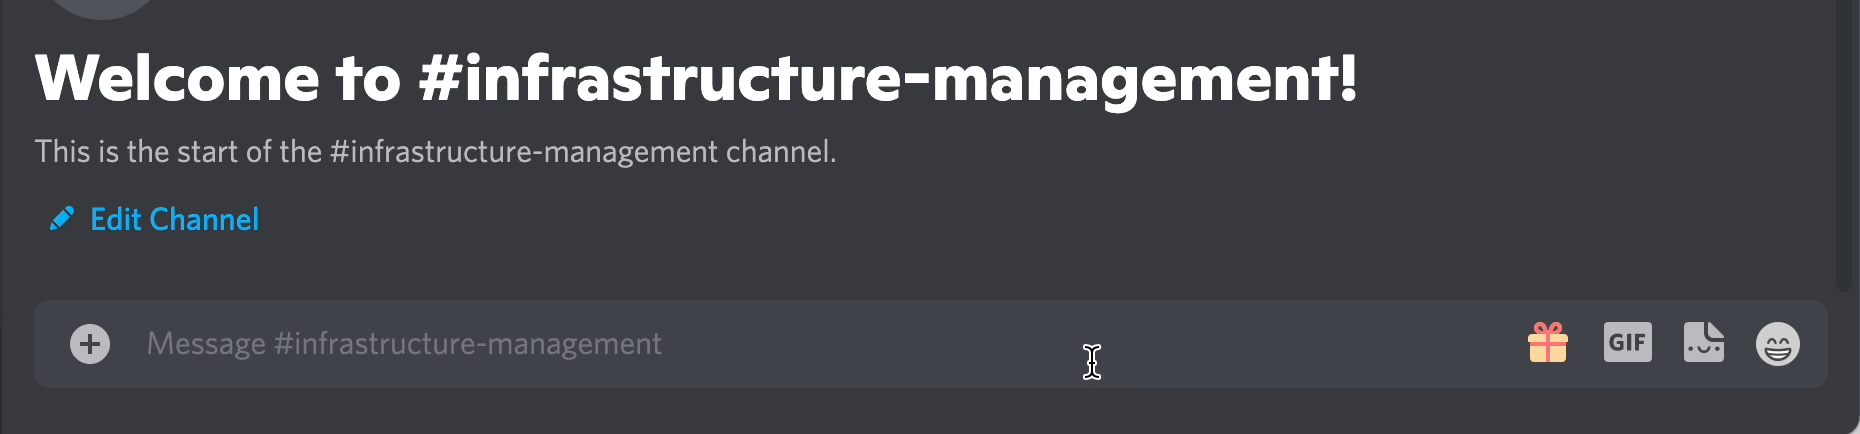 Welcome to #infrastructure-management!
This is the start of the #infrastructure-management channel.
Edit Channel
Message #infrastructure-management
GIF